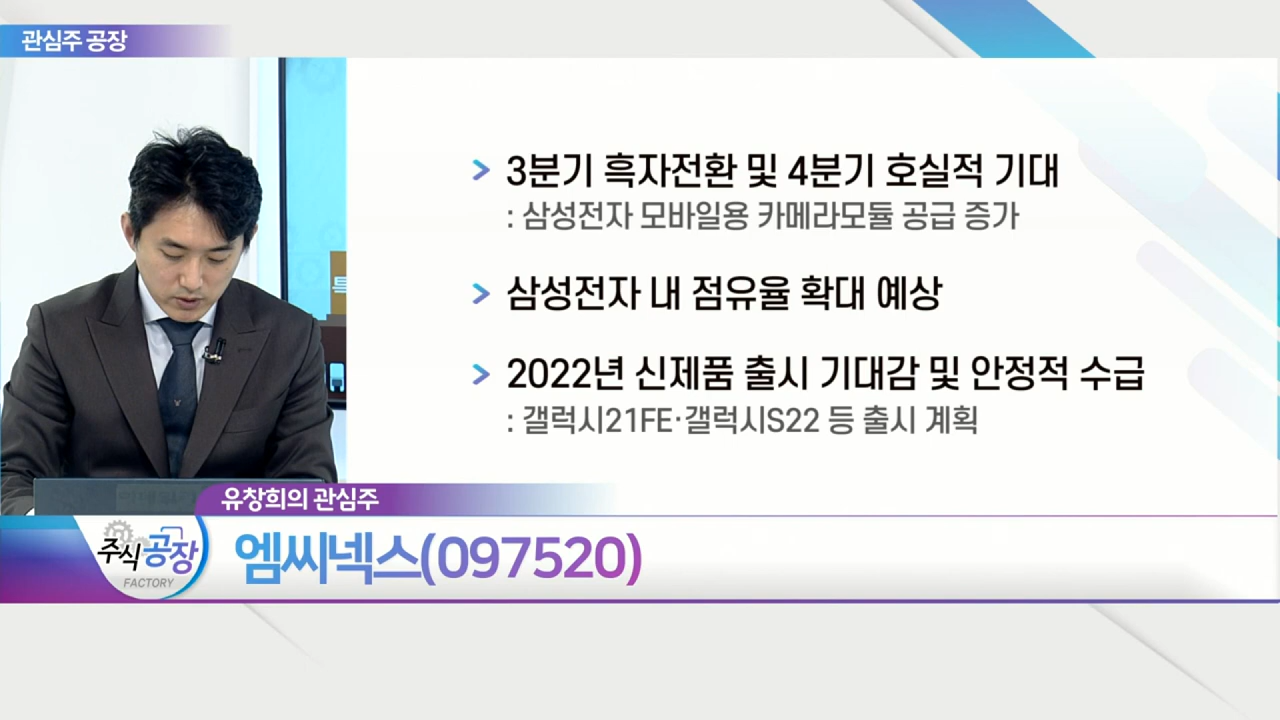 관심주 공장
> 3분기 흑자전환 및 4분기 호실적 기대
: 삼성전자 모바일용 카메라모듈 공급 증가
> 삼성전자 내 점유율 확대 예상
> 2022년 신제품 출시 기대감 및 안정적 수급
: 갤럭시21FE·갤럭시S22 등 출시 계획
유창희의 관심주
주식공장
FACTORY
엠씨넥스(097520)